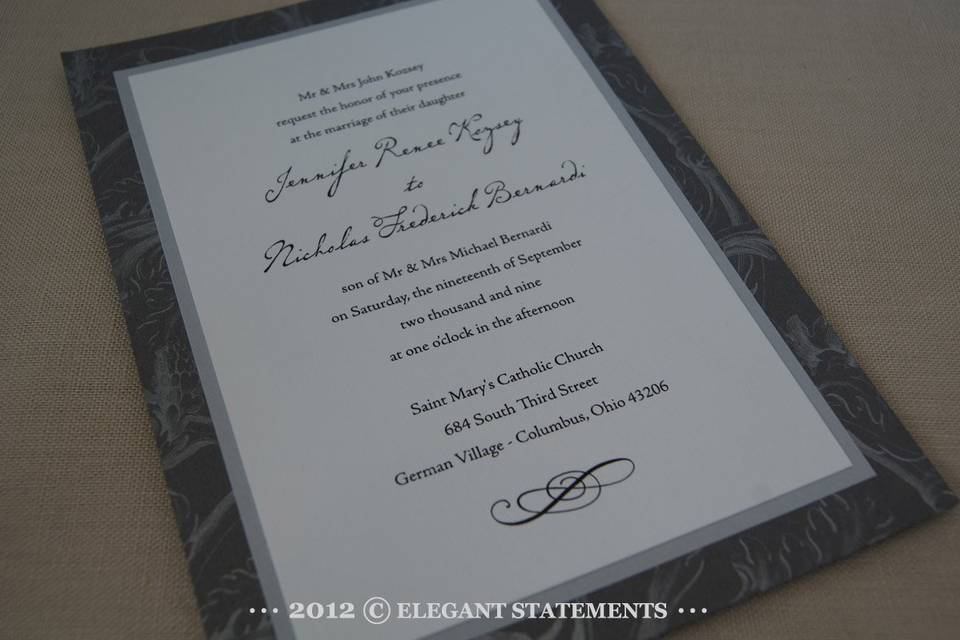 Mr & Mrs John Kozsey
request the honor of your presence
at the marriage of their daughter
Jennifer Renee Kozsey
to
Nicholas Frederick Bernardi
son of Mr & Mrs Michael Bernardi
on Saturday, the nineteenth of September
two thousand and nine
at one o'clock in the afternoon
Saint Mary's Catholic Church
684 South Third Street
German Village - Columbus, Ohio 43206
··· 2012 © ELEGANT STATEMENTS ···